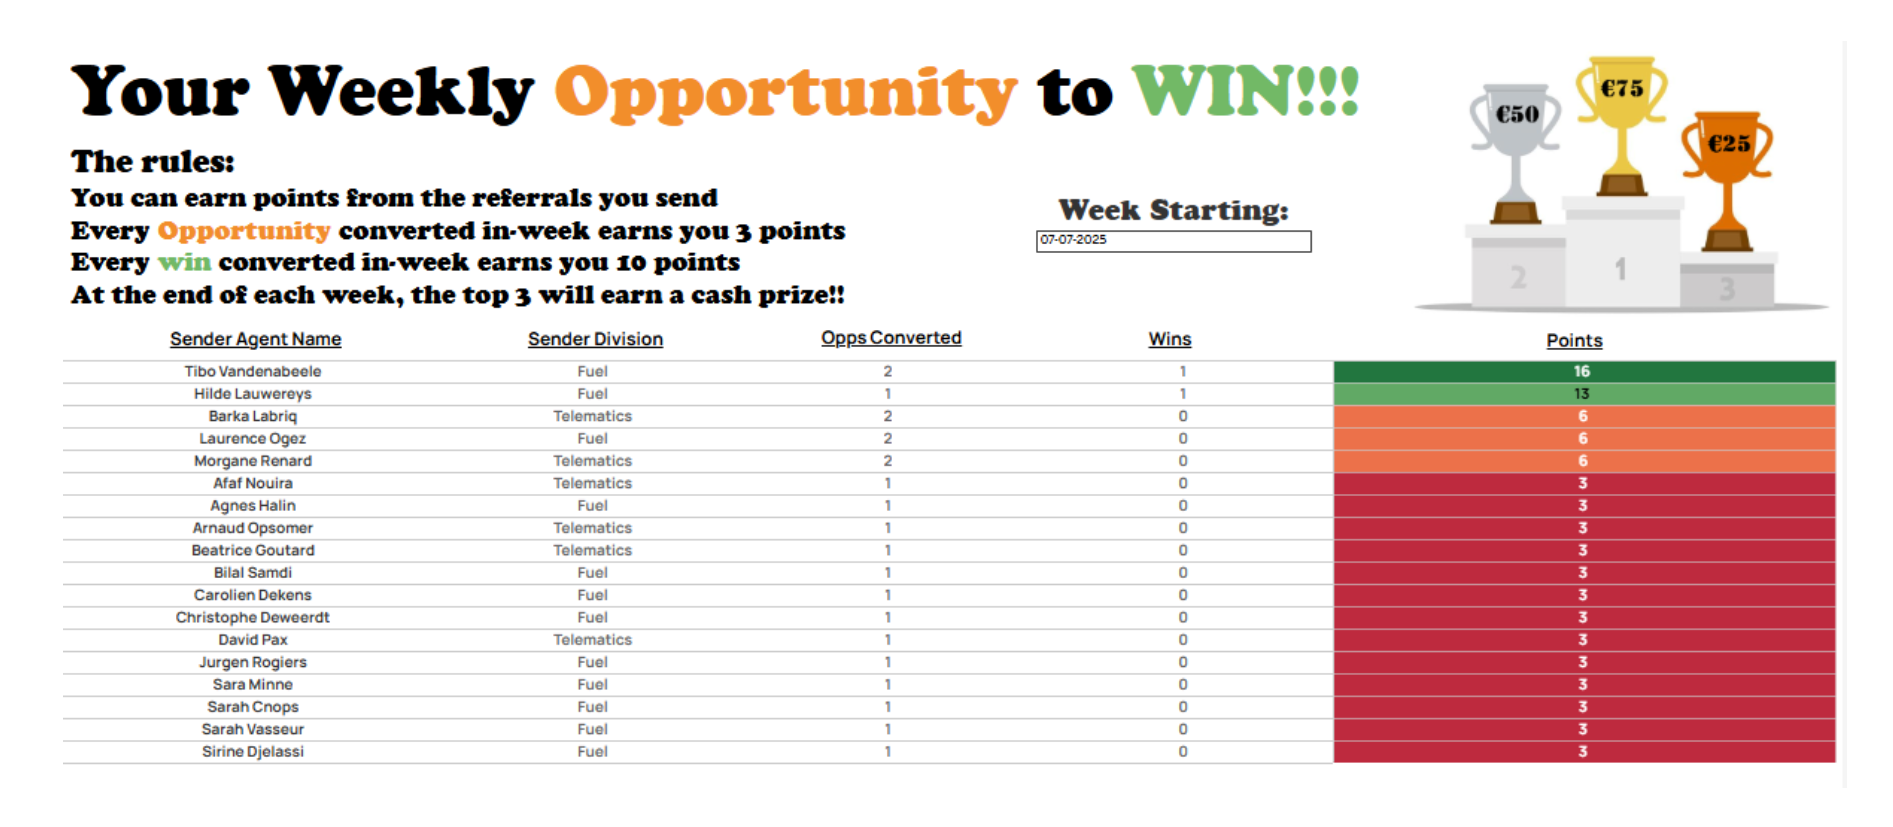 Your Weekly Opportunity to WIN!!!
€50
€75
€25
The rules:
You can earn points from the referrals you send
Every Opportunity converted in-week earns you 3 points
Every win converted in-week earns you 10 points
At the end of each week, the top 3 will earn a cash prize!!
Week Starting:
07-07-2025
2
1
3
Sender Agent Name Sender Division Opps Converted Wins Points
Tibo Vandenabeele Fuel 2 1 16
Hilde Lauwereys Fuel 1 1 13
Barka Labriq Telematics 2 0 6
Laurence Ogez Fuel 2 0 6
Morgane Renard Telematics 2 0 6
Afaf Nouira Telematics 1 0 3
Agnes Halin Fuel 1 0 3
Arnaud Opsomer Telematics 1 0 3
Beatrice Goutard Telematics 1 0 3
Bilal Samdi Fuel 1 0 3
Carolien Dekens Fuel 1 0 3
Christophe Deweerdt Fuel 1 0 3
David Pax Telematics 1 0 3
Jurgen Rogiers Fuel 1 0 3
Sara Minne Fuel 1 0 3
Sarah Cnops Fuel 1 0 3
Sarah Vasseur Fuel 1 0 3
Sirine Djelassi Fuel 1 0 3